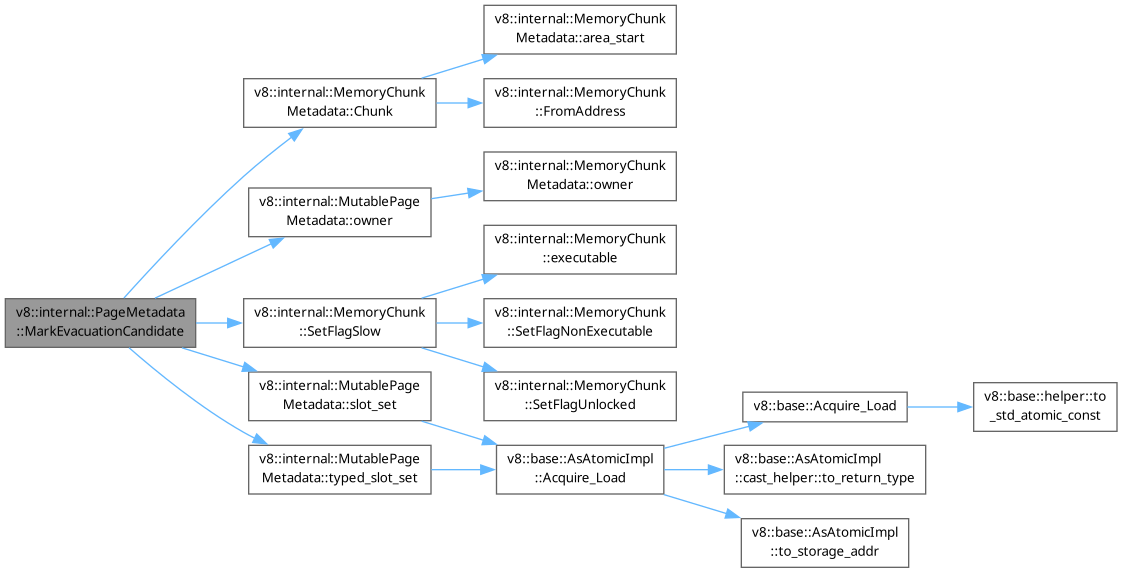 v8::internal::MemoryChunk
Metadata::area_start
v8::internal::MemoryChunk
Metadata::Chunk
v8::internal::MemoryChunk
::FromAddress
v8::internal::MemoryChunk
Metadata::owner
v8::internal::MutablePage
Metadata::owner
v8::internal::MemoryChunk
::executable
v8::internal::PageMetadata
::MarkEvacuationCandidate
v8::internal::MemoryChunk
::SetFlagSlow
v8::internal::MemoryChunk
::SetFlagNonExecutable
v8::internal::MutablePage
Metadata::slot_set
v8::internal::MemoryChunk
::SetFlagUnlocked
v8::base::Acquire_Load
v8::base::helper::to
_std_atomic_const
v8::internal::MutablePage
Metadata::typed_slot_set
v8::base::AsAtomicImpl
::Acquire_Load
v8::base::AsAtomicImpl
::cast_helper::to_return_type
v8::base::AsAtomicImpl
::to_storage_addr